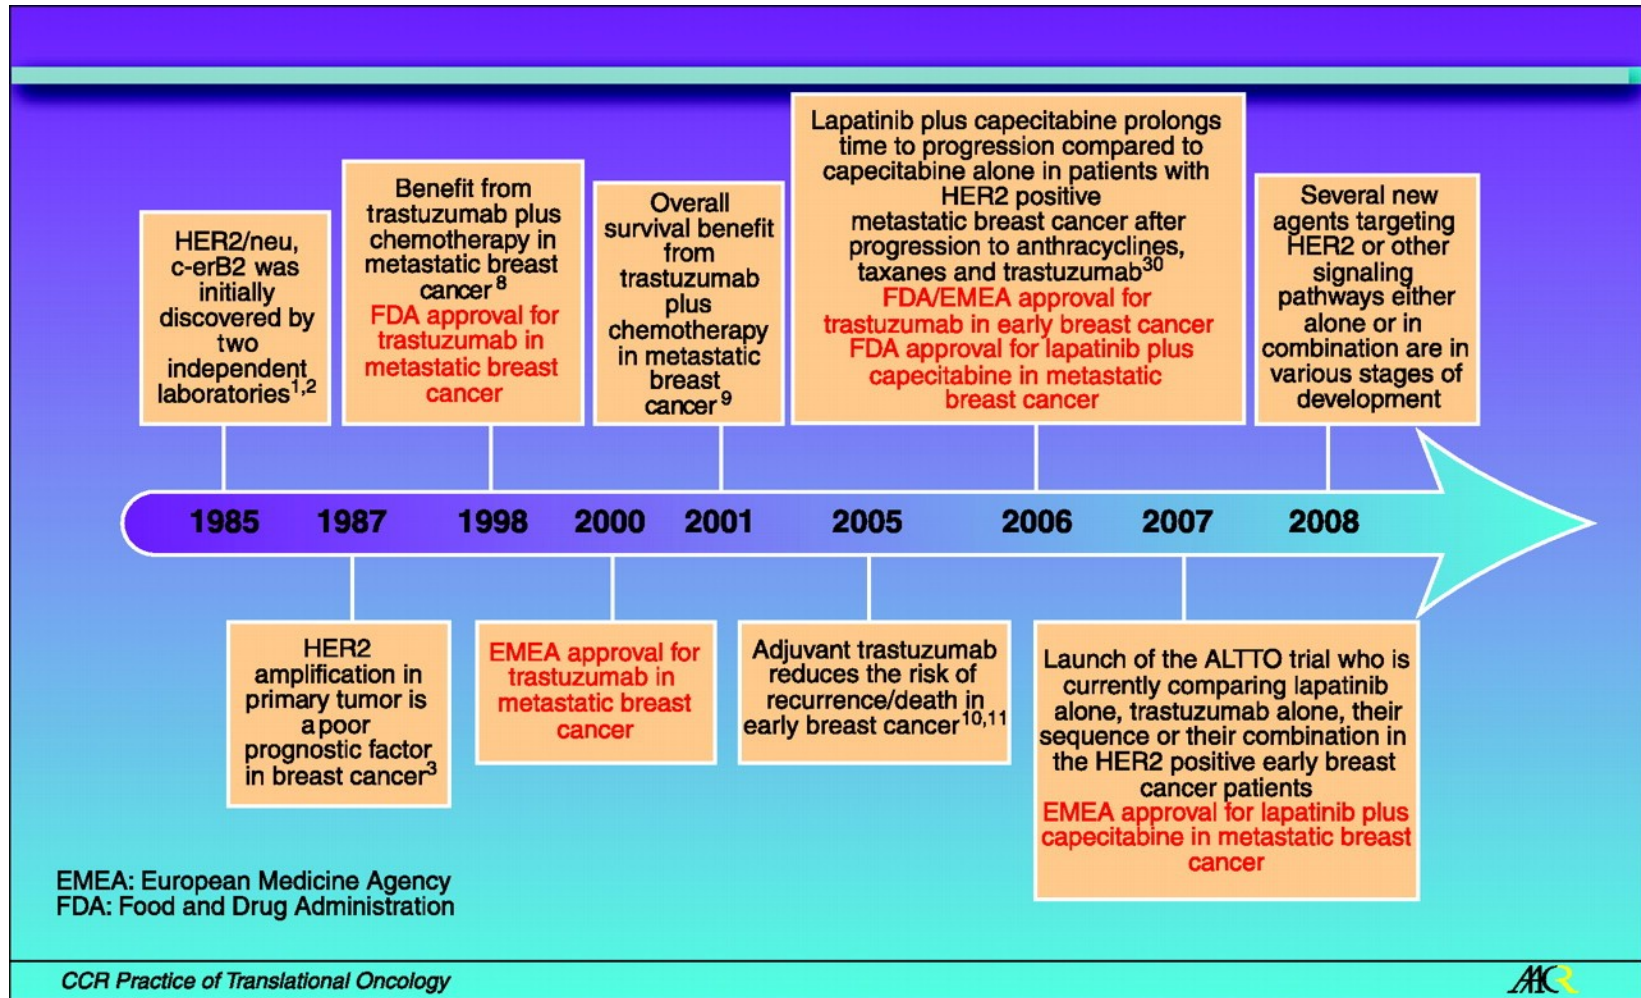 HER2/neu,
c-erB2 was
initially
discovered by
two
independent
laboratories1,2
Benefit from
trastuzumab plus
chemotherapy in
metastatic breast
cancer 8
FDA approval for
trastuzumab in
metastatic breast
cancer
Overall
survival benefit
from
trastuzumab
plus
chemotherapy
in metastatic
breast
cancer 9
Lapatinib plus capecitabine prolongs
time to progression compared to
capecitabine alone in patients with
HER2 positive
metastatic breast cancer after
progression to anthracyclines,
taxanes and trastuzumab30
FDA/EMEA approval for
trastuzumab in early breast cancer
FDA approval for lapatinib plus
capecitabine in metastatic
breast cancer
Several new
agents targeting
HER2 or other
signaling
pathways either
alone or in
combination are in
various stages of
development
1985 1987 1998 2000 2001 2005 2006 2007 2008
HER2
amplification in
primary tumor is
a poor
prognostic factor
in breast cancer3
EMEA approval for
trastuzumab in
metastatic breast
cancer
Adjuvant trastuzumab
reduces the risk of
recurrence/death in
early breast cancer10,11
Launch of the ALTTO trial who is
currently comparing lapatinib
alone, trastuzumab alone, their
sequence or their combination in
the HER2 positive early breast
cancer patients
EMEA approval for lapatinib plus
capecitabine in metastatic breast
cancer
EMEA: European Medicine Agency
FDA: Food and Drug Administration
CCR Practice of Translational Oncology
AACR